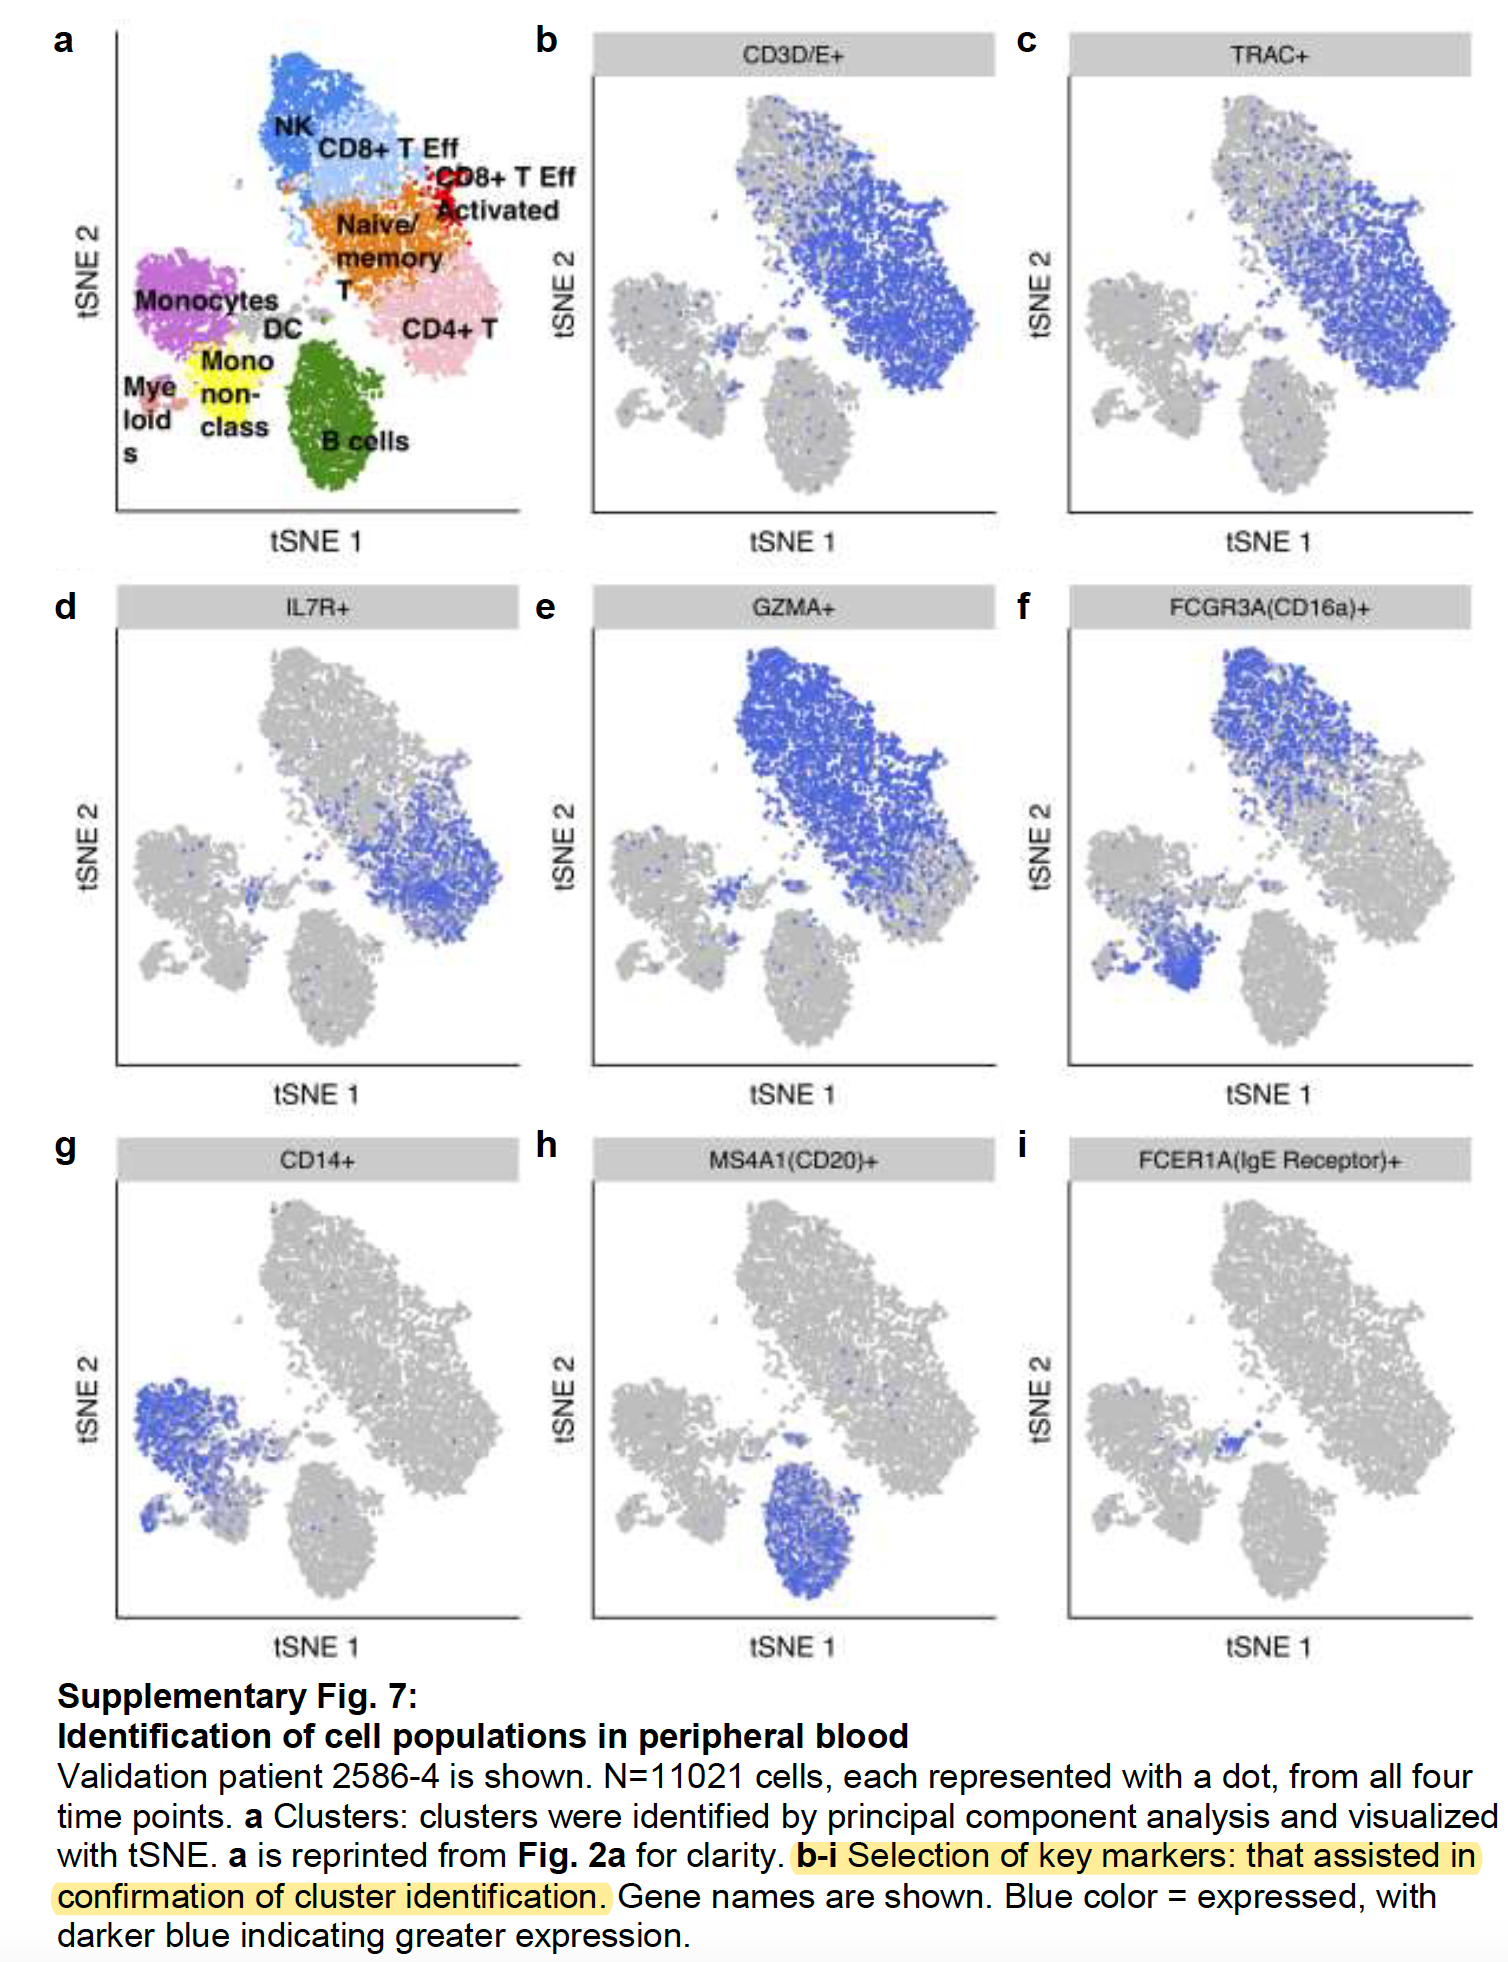 a
NK
CD8+ T Eff
CD8+ T Eff
Activated
Naive/
memory
T
Monocytes
DC
CD4+ T
Mono
non-
class
Mye
loid
s
B cells
tSNE 2
tSNE 1
b
CD3D/E+
tSNE 2
tSNE 1
c
TRAC+
tSNE 2
tSNE 1
d
IL7R+
tSNE 2
tSNE 1
e
GZMA+
tSNE 2
tSNE 1
f
FCGR3A(CD16a)+
tSNE 2
tSNE 1
g
CD14+
tSNE 2
tSNE 1
h
MS4A1(CD20)+
tSNE 2
tSNE 1
i
FCER1A(IgE Receptor)+
tSNE 2
tSNE 1
Supplementary Fig. 7:
Identification of cell populations in peripheral blood
Validation patient 2586-4 is shown. N=11021 cells, each represented with a dot, from all four
time points. a Clusters: clusters were identified by principal component analysis and visualized
with tSNE. a is reprinted from Fig. 2a for clarity. b-i Selection of key markers: that assisted in
confirmation of cluster identification. Gene names are shown. Blue color = expressed, with
darker blue indicating greater expression.